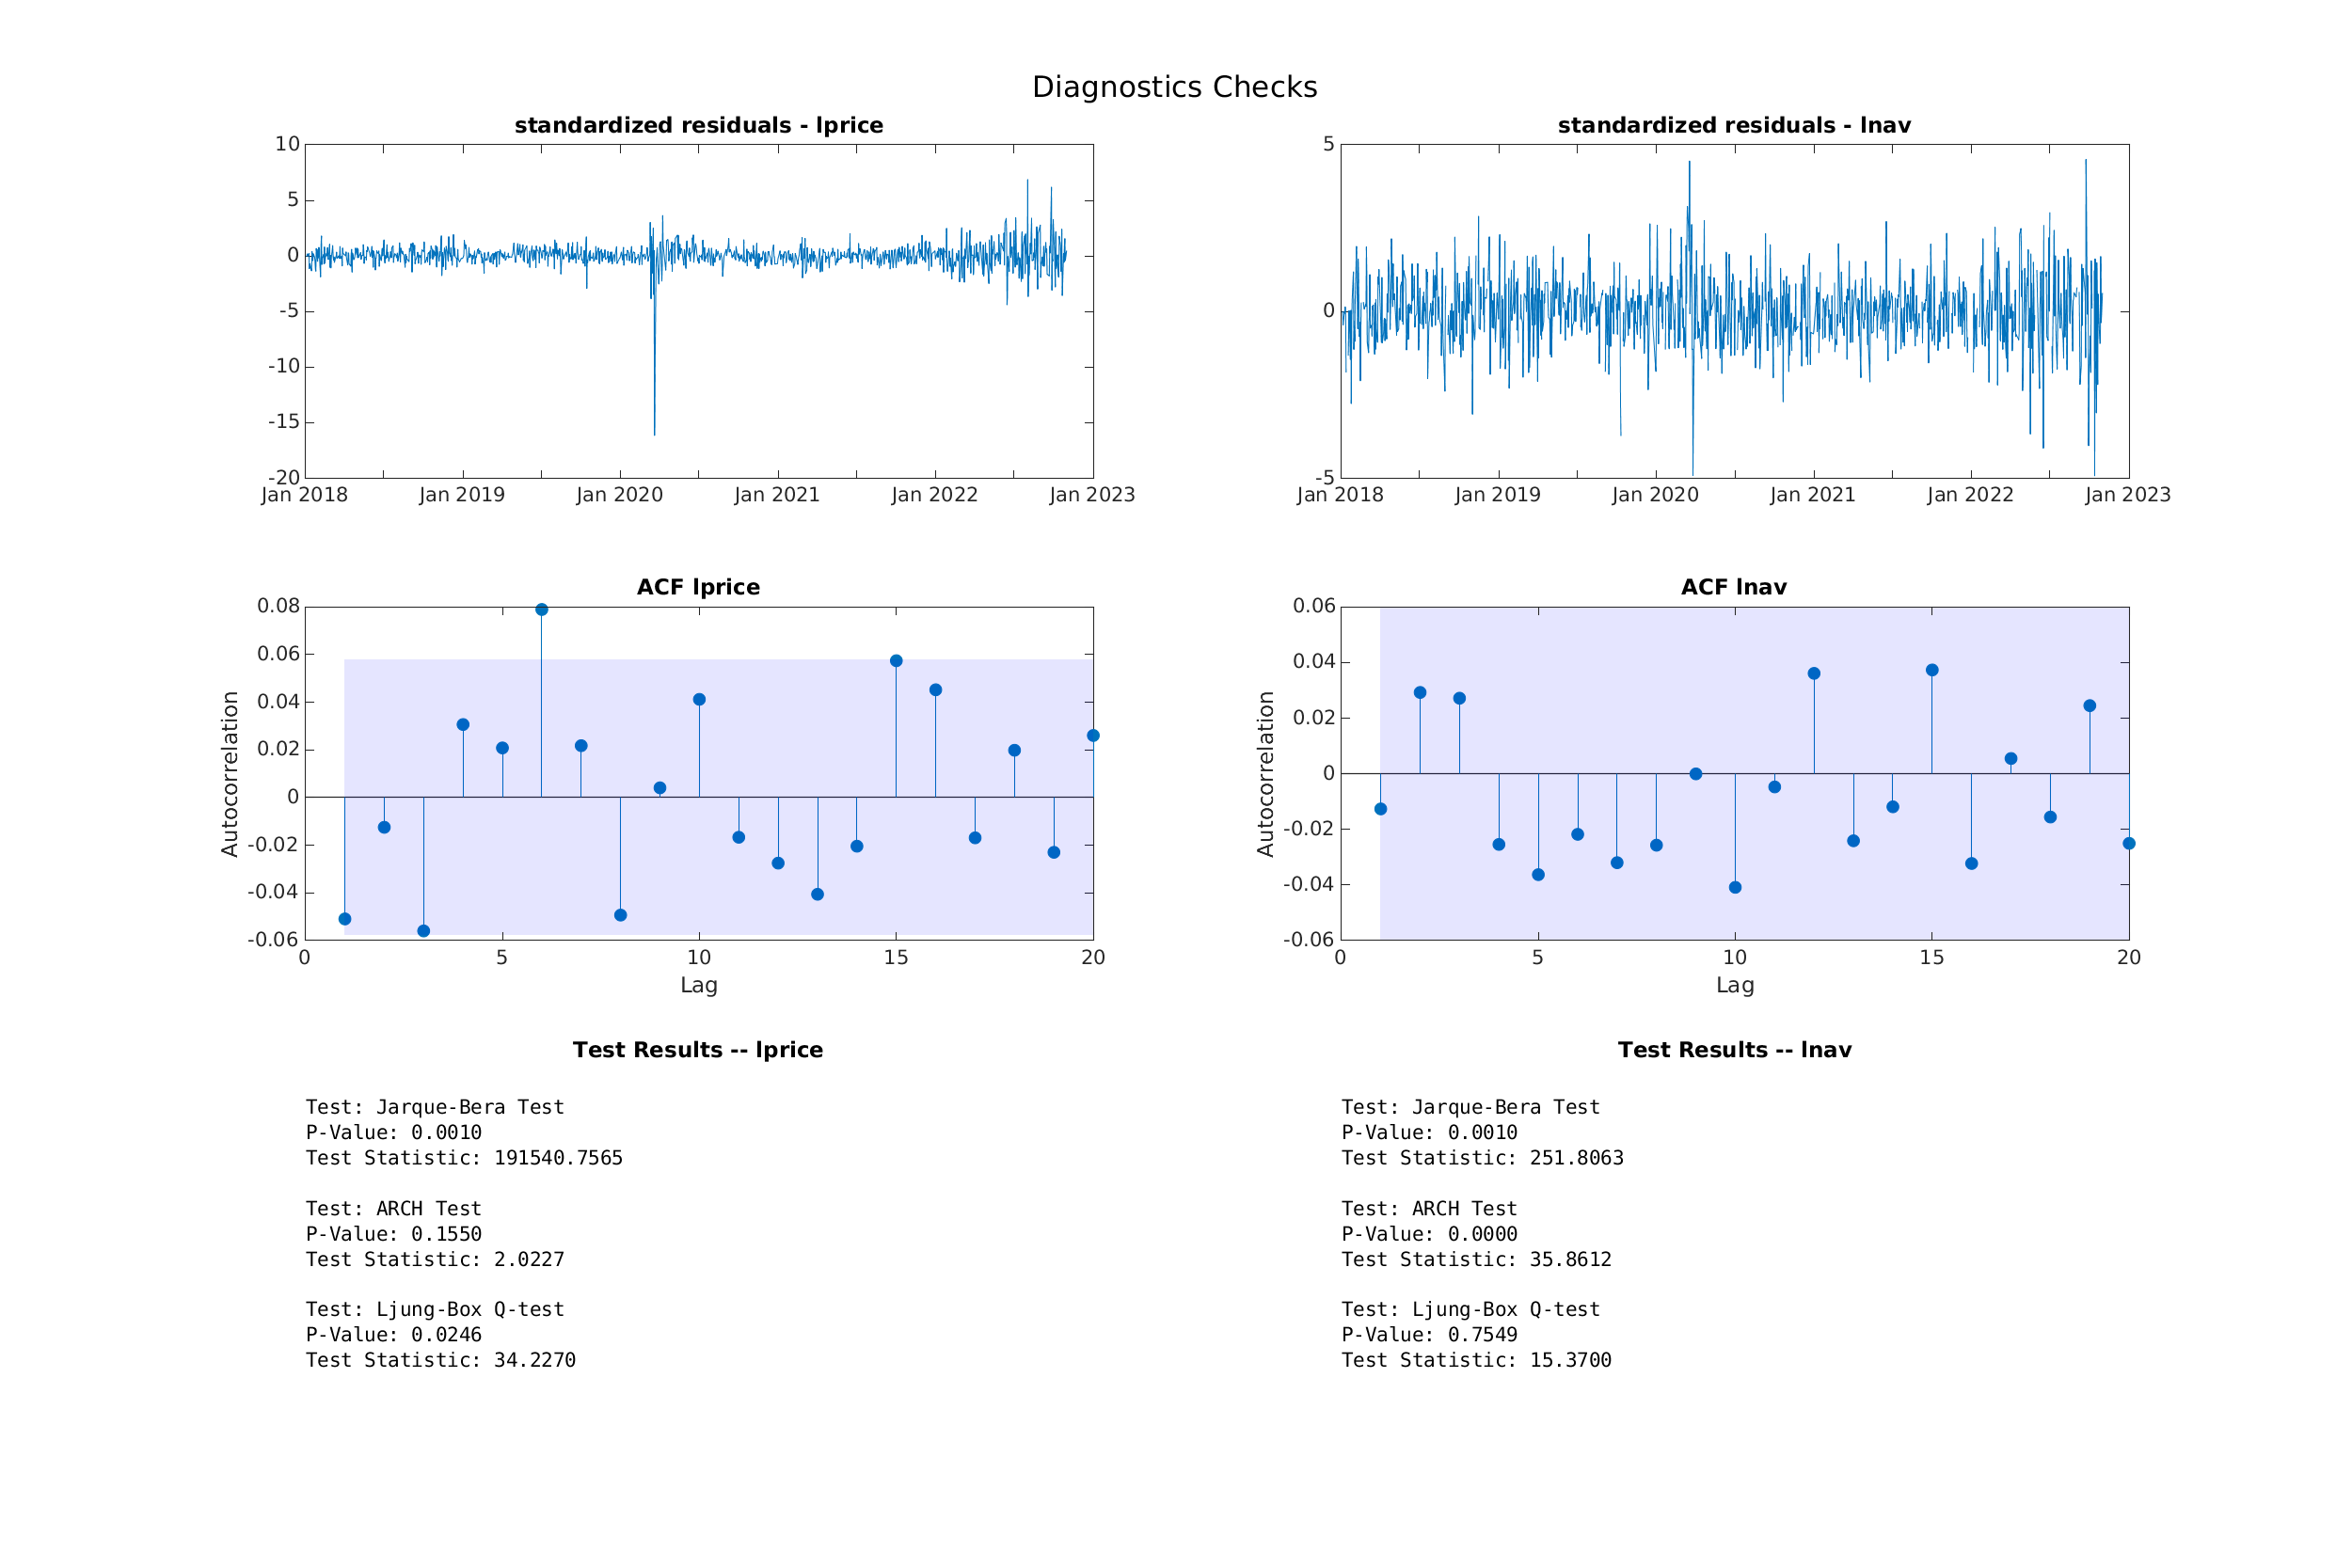 Diagnostics Checks
standardized residuals - lprice
10
5
0
-5
-10
-15
-20
Jan 2018 Jan 2019 Jan 2020 Jan 2021 Jan 2022 Jan 2023
standardized residuals - lnav
5
0
-5
Jan 2018 Jan 2019 Jan 2020 Jan 2021 Jan 2022 Jan 2023
ACF lprice
0.08
0.06
0.04
0.02
0
-0.02
-0.04
-0.06
Autocorrelation
0 5 10 15 20
Lag
ACF lnav
0.06
0.04
0.02
0
-0.02
-0.04
-0.06
Autocorrelation
0 5 10 15 20
Lag
Test Results -- lprice
Test: Jarque-Bera Test
P-Value: 0.0010
Test Statistic: 191540.7565
Test: ARCH Test
P-Value: 0.1550
Test Statistic: 2.0227
Test: Ljung-Box Q-test
P-Value: 0.0246
Test Statistic: 34.2270
Test Results -- lnav
Test: Jarque-Bera Test
P-Value: 0.0010
Test Statistic: 251.8063
Test: ARCH Test
P-Value: 0.0000
Test Statistic: 35.8612
Test: Ljung-Box Q-test
P-Value: 0.7549
Test Statistic: 15.3700